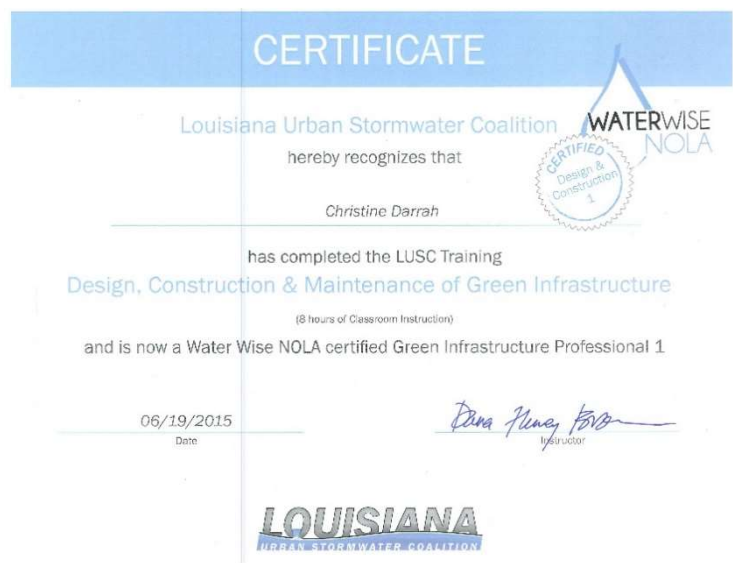 CERTIFICATE
Louisiana Urban Stormwater Coalition
WATERWISE
NOLA
hereby recognizes that
CERTIFIED
Design &
Construction
1
Christine Darrah
has completed the LUSC Training
Design, Construction & Maintenance of Green Infrastructure
(8 hours of Classroom Instruction)
and is now a Water Wise NOLA certified Green Infrastructure Professional 1
06/19/2015
Date
Dana
Instructor
LOUISIANA
URBAN STORMWATER COALITION